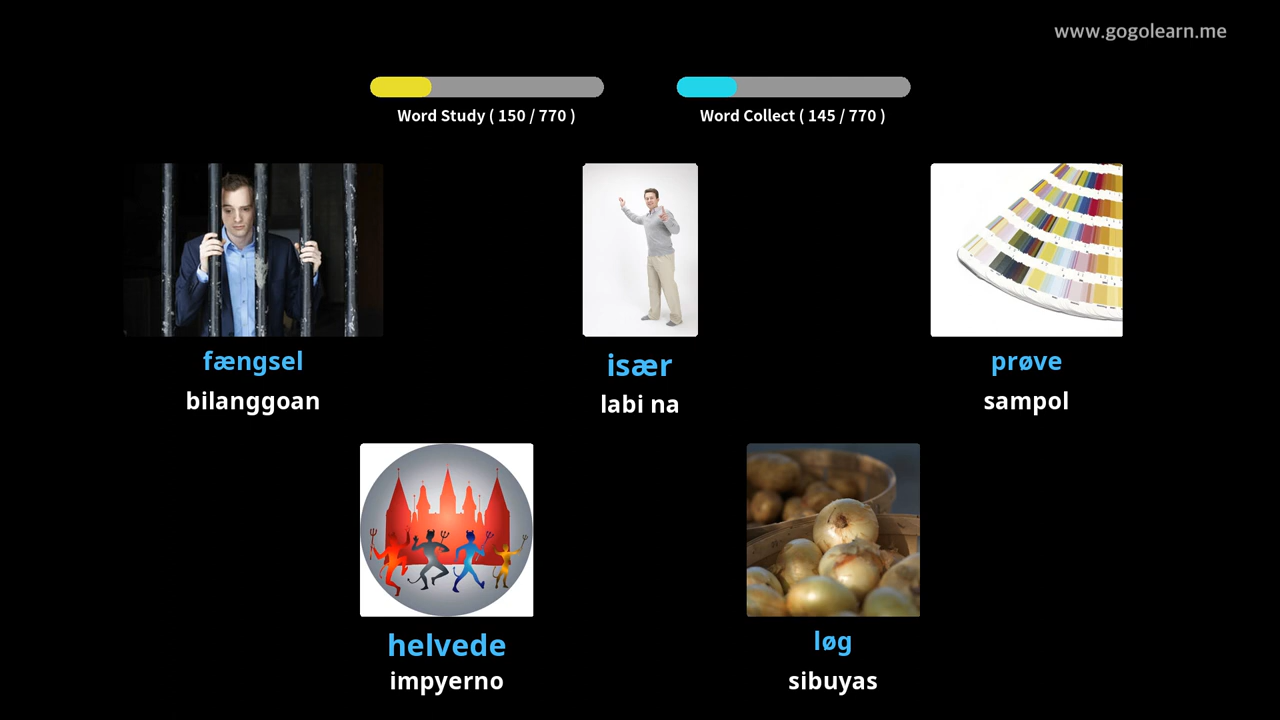 www.gogolearn.me
Word Study ( 150 / 770 )
Word Collect ( 145 / 770 )
fængsel
bilanggoan
især
labi na
prøve
sampol
helvede
impyerno
løg
sibuyas